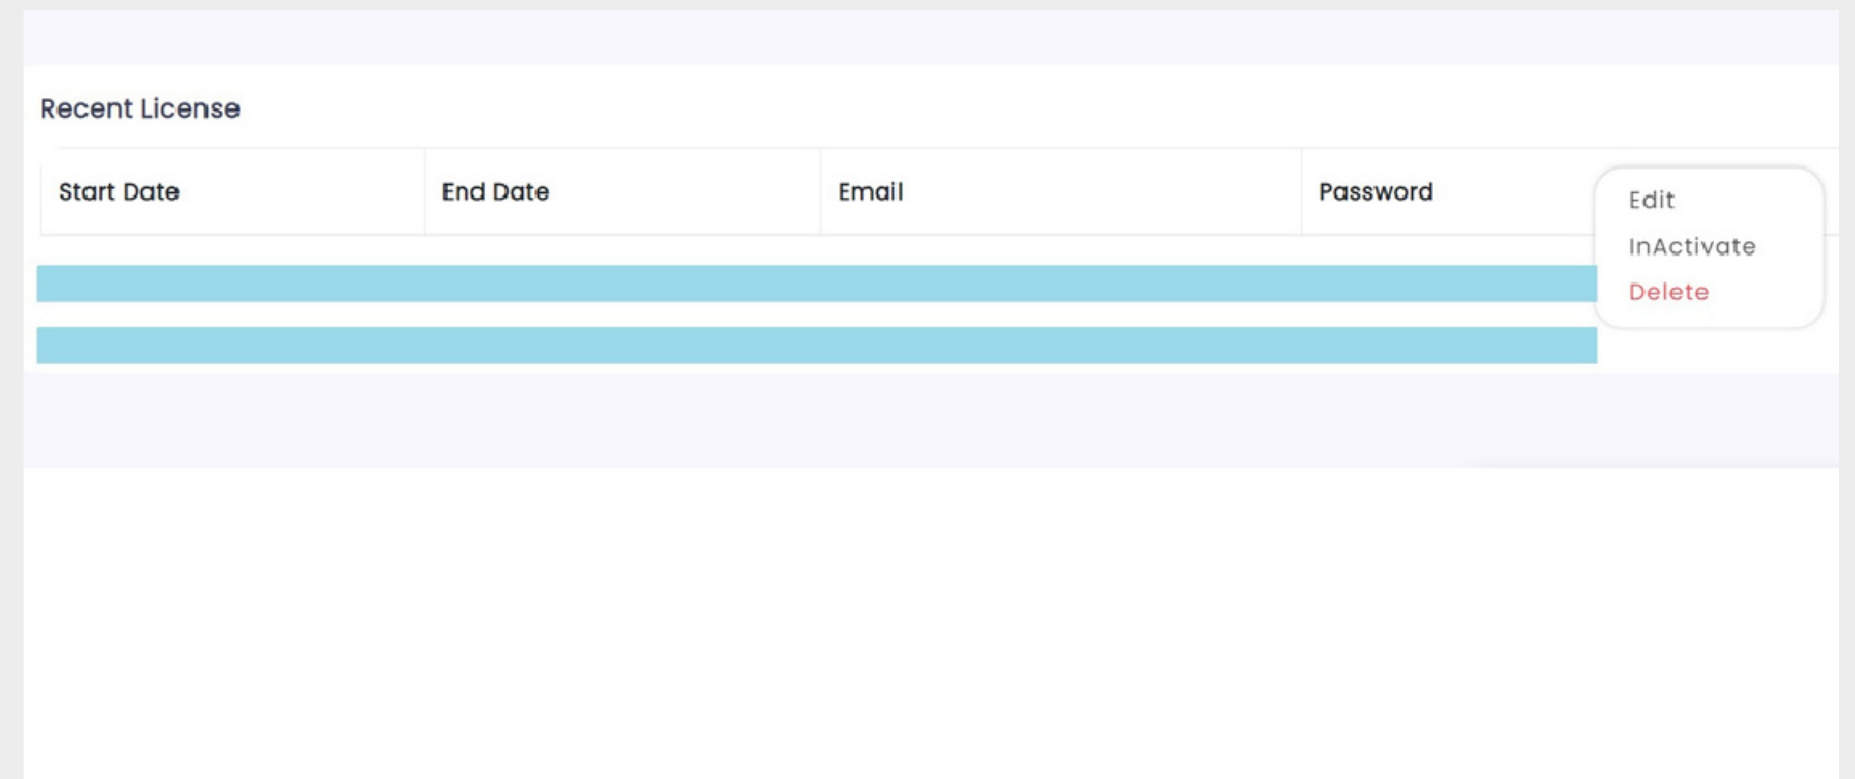 Recent License
Start Date End Date Email Password
Edit
InActivate
Delete